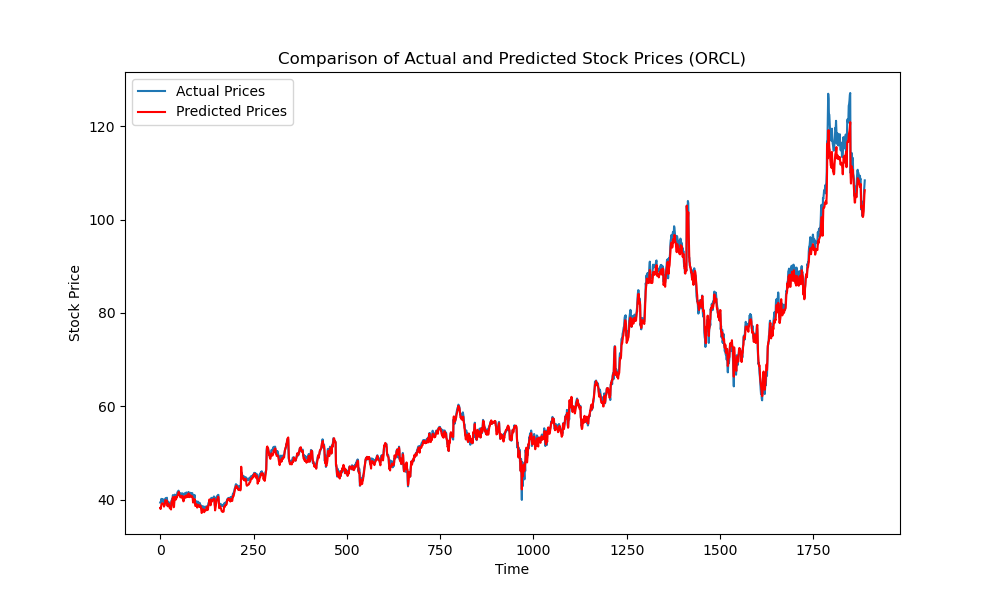 Comparison of Actual and Predicted Stock Prices (ORCL)
Actual Prices
Predicted Prices
120
100
80
60
40
Stock Price
0 250 500 750 1000 1250 1500 1750
Time